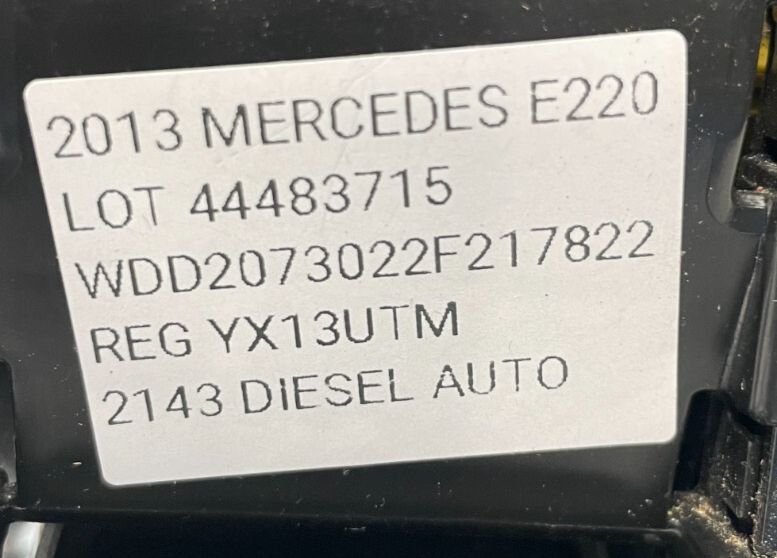 2013 MERCEDES E220
LOT 44483715
WDD2073022F217822
REG YX13UTM
2143 DIESEL AUTO